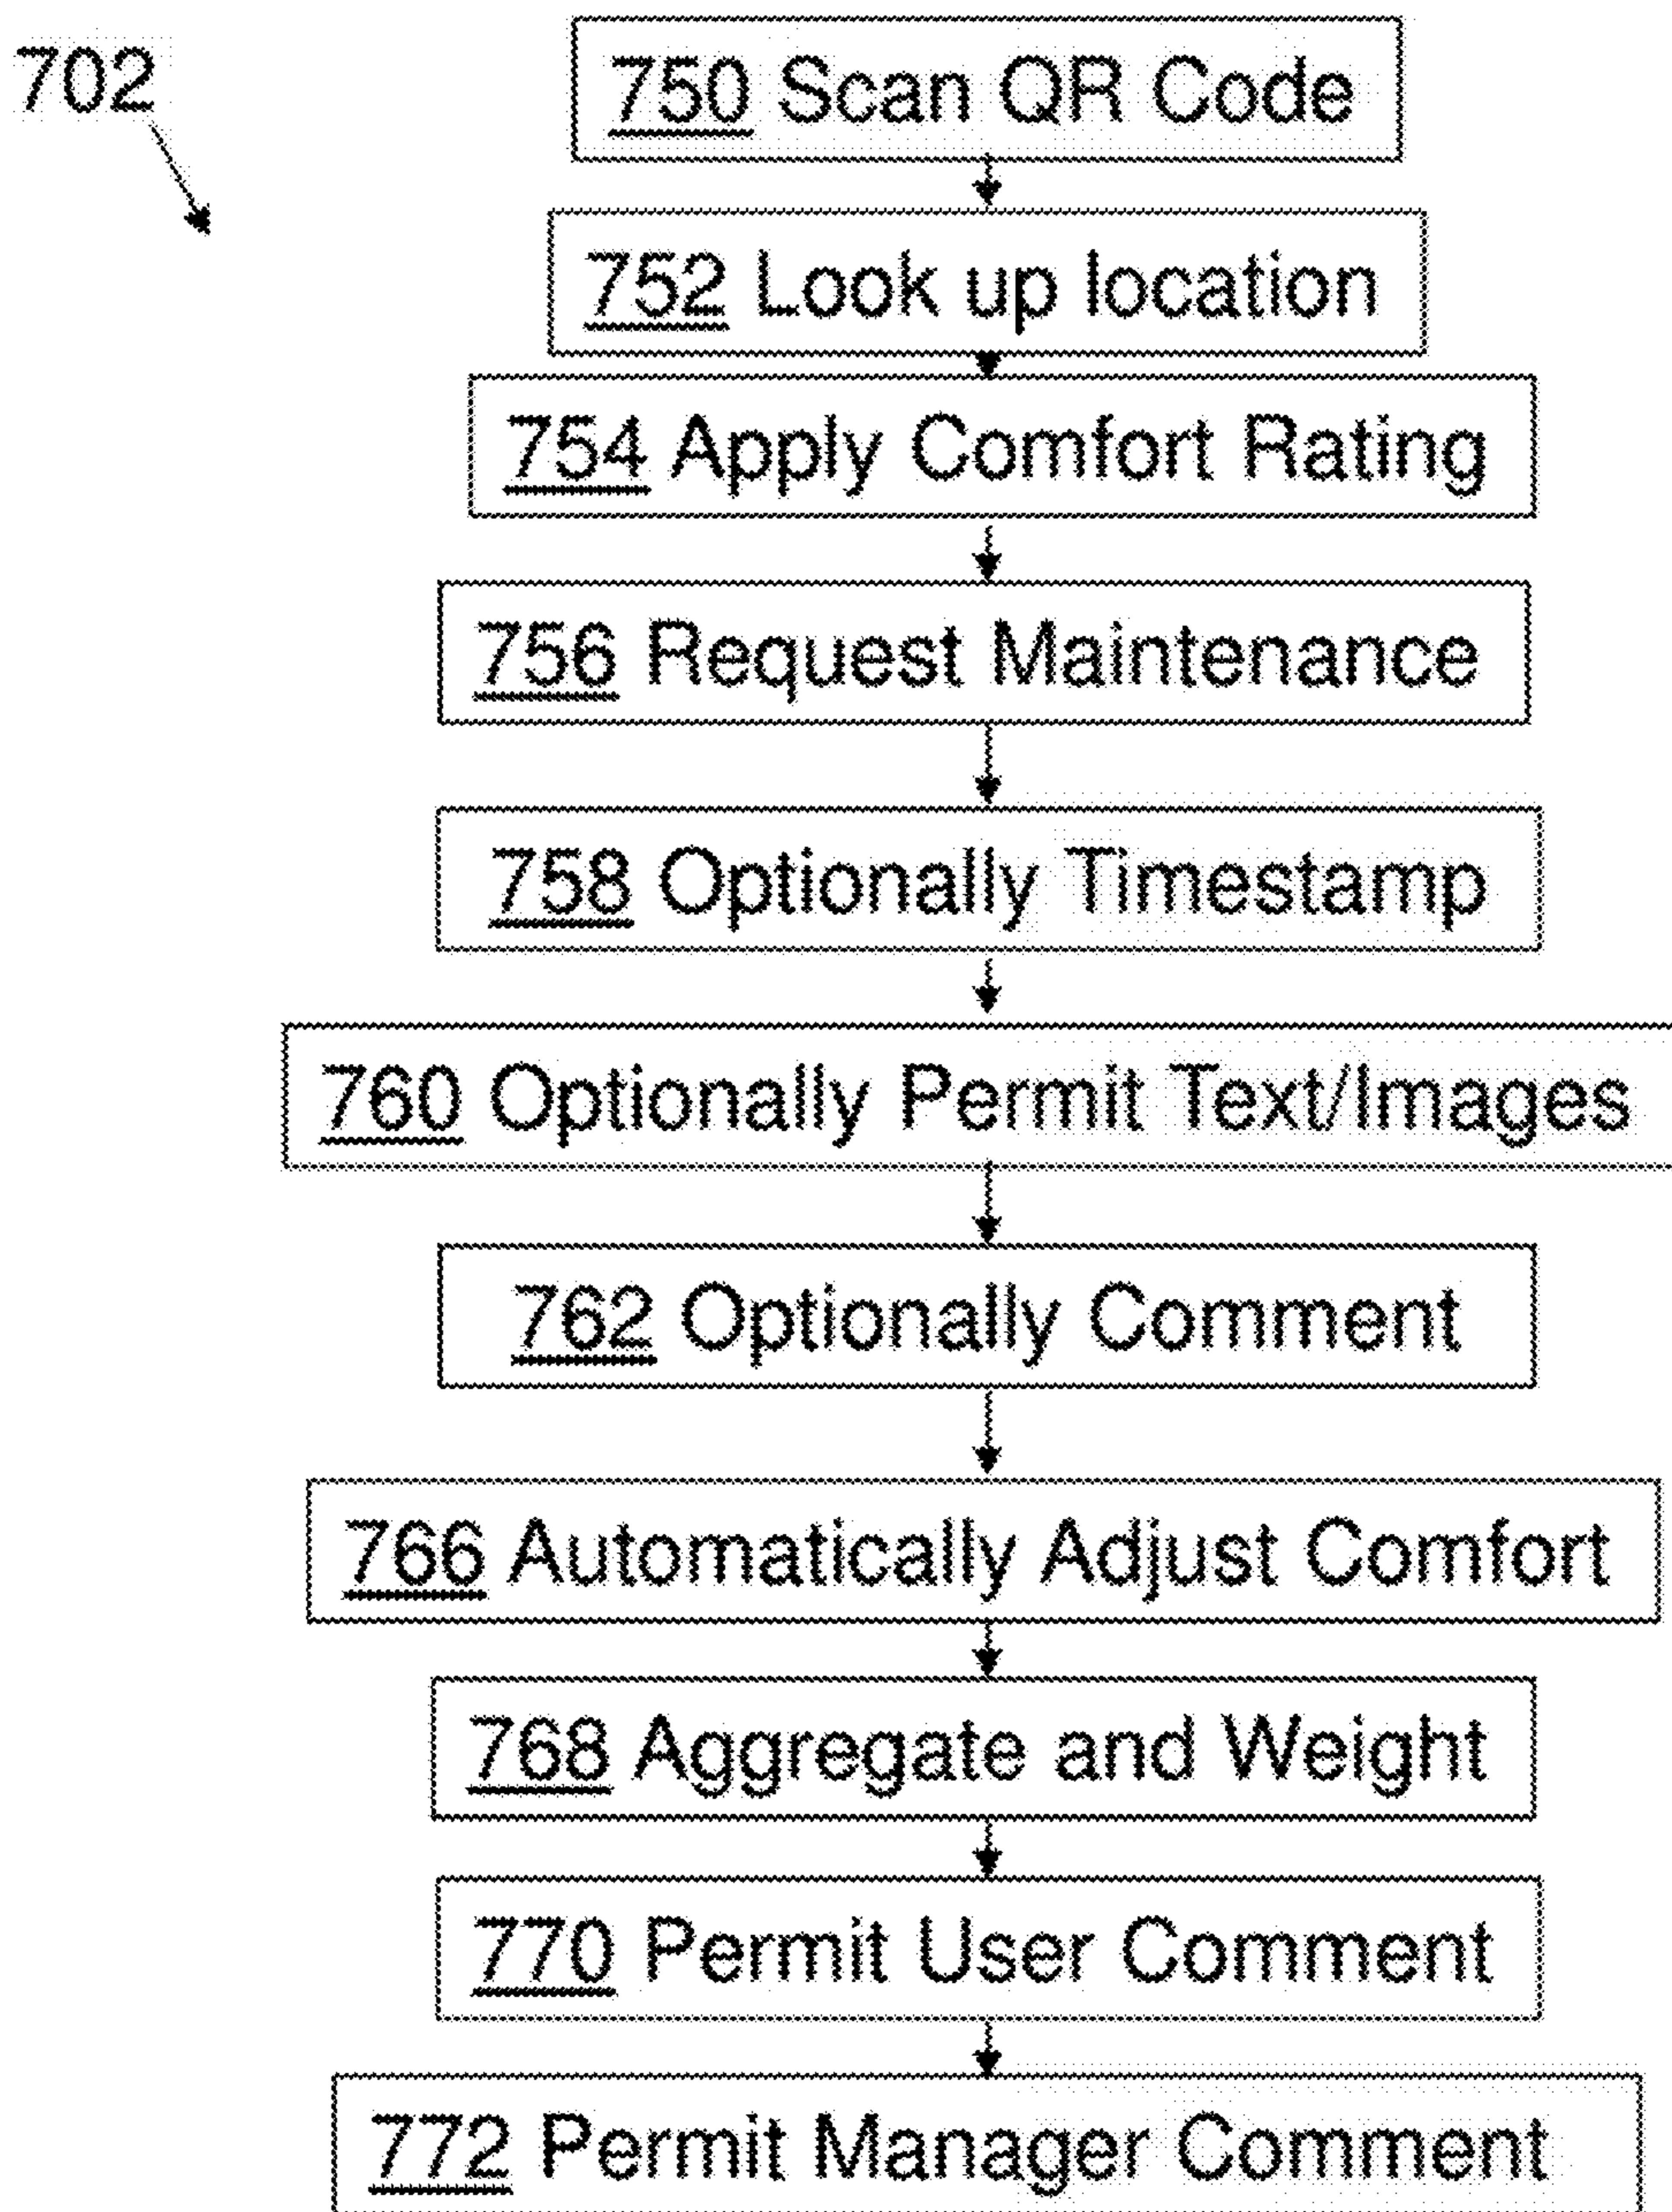 702
750 Scan QR Code
752 Look up location
754 Apply Comfort Rating
756 Request Maintenance
758 Optionally Timestamp
760 Optionally Permit Text/Images
762 Optionally Comment
766 Automatically Adjust Comfort
768 Aggregate and Weight
770 Permit User Comment
772 Permit Manager Comment